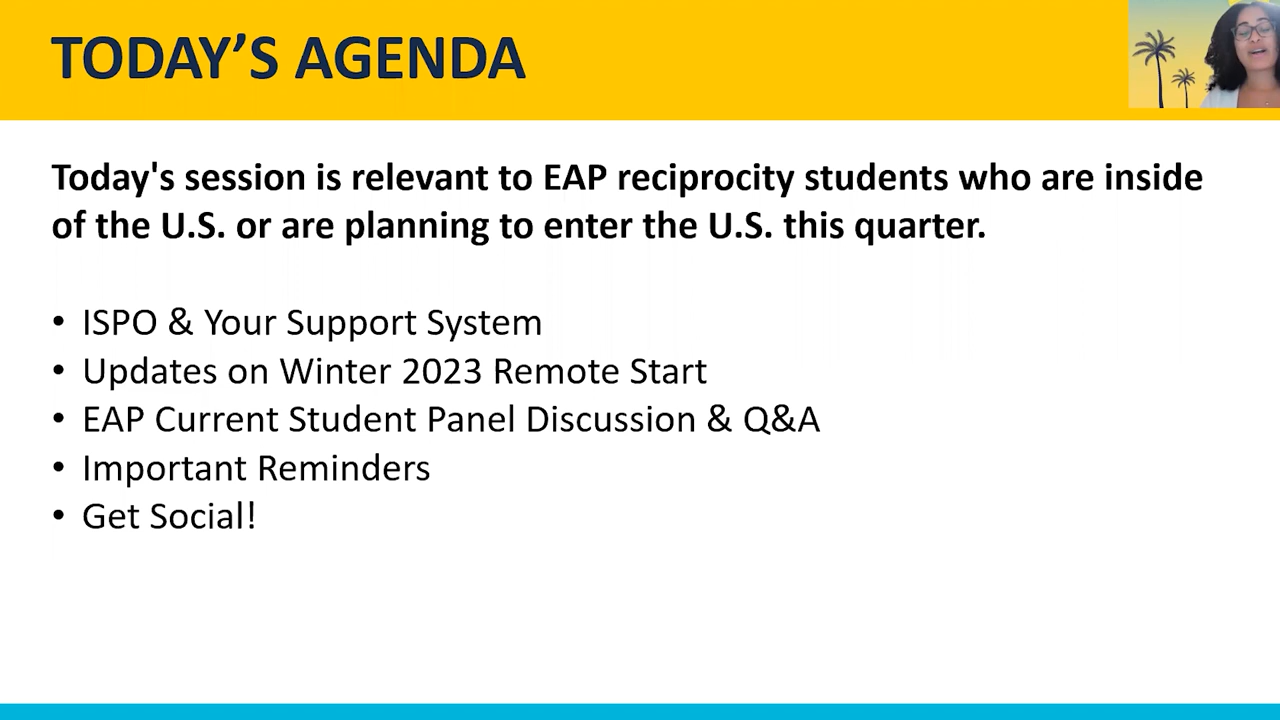 TODAY’S AGENDA
Today's session is relevant to EAP reciprocity students who are inside
of the U.S. or are planning to enter the U.S. this quarter.
• ISPO & Your Support System
• Updates on Winter 2023 Remote Start
• EAP Current Student Panel Discussion & Q&A
• Important Reminders
• Get Social!